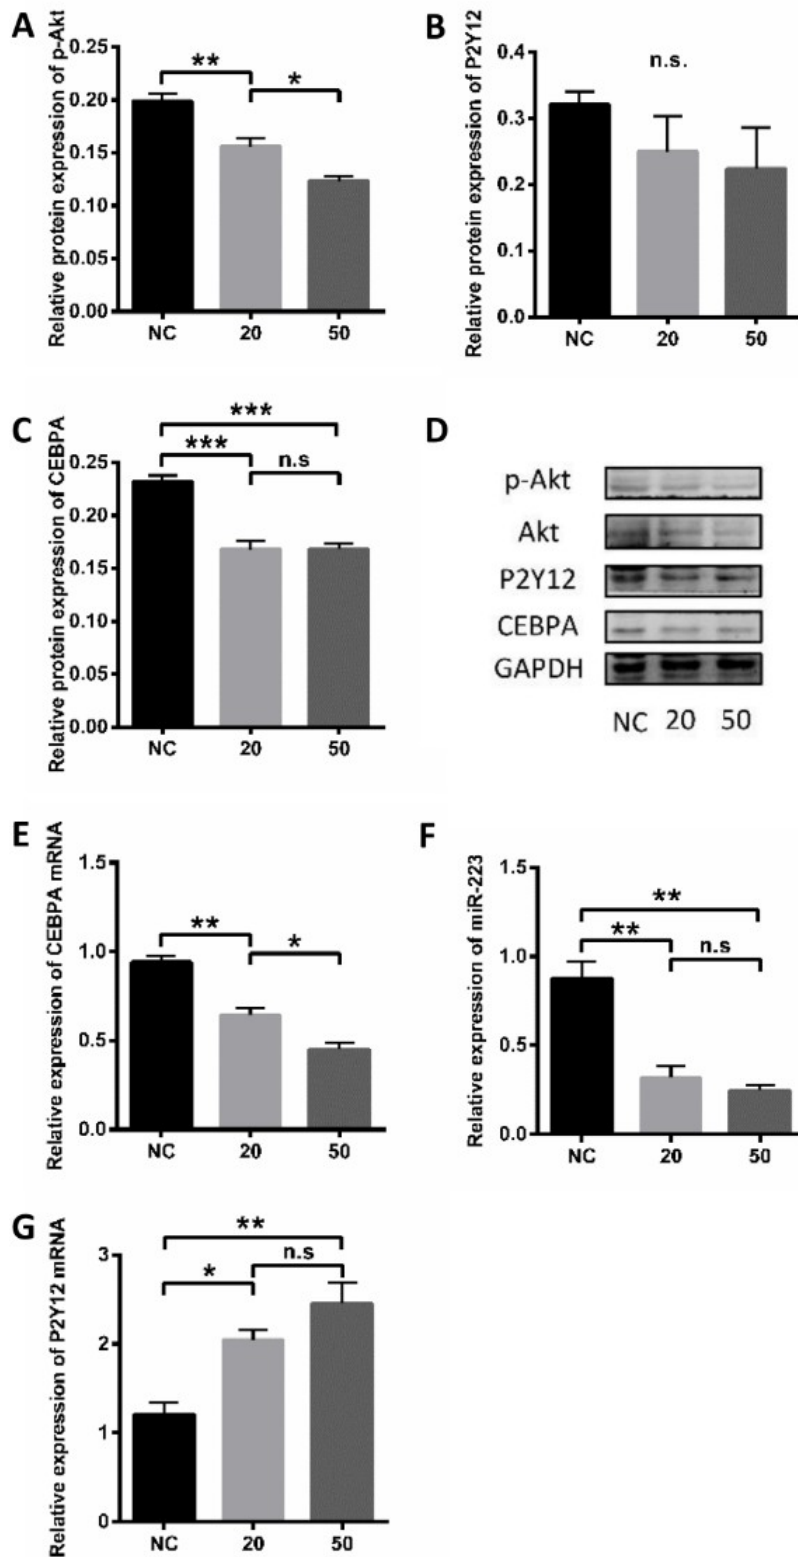 A
Relative protein expression of p-Akt
0.25
0.20
0.15
0.10
0.05
0.00
**
*
NC 20 50
B
Relative protein expression of P2Y12
0.4
0.3
0.2
0.1
0.0
n.s.
NC 20 50
C
Relative protein expression of CEBPA
0.25
0.20
0.15
0.10
0.05
0.00
***
***
n.s
NC 20 50
D
p-Akt
Akt
P2Y12
CEBPA
GAPDH
NC 20 50
E
Relative expression of CEBPA mRNA
1.5
1.0
0.5
0.0
**
*
NC 20 50
F
Relative expression of miR-223
1.5
1.0
0.5
0.0
**
**
n.s
NC 20 50
G
Relative expression of P2Y12 mRNA
3
2
1
0
**
n.s
*
NC 20 50